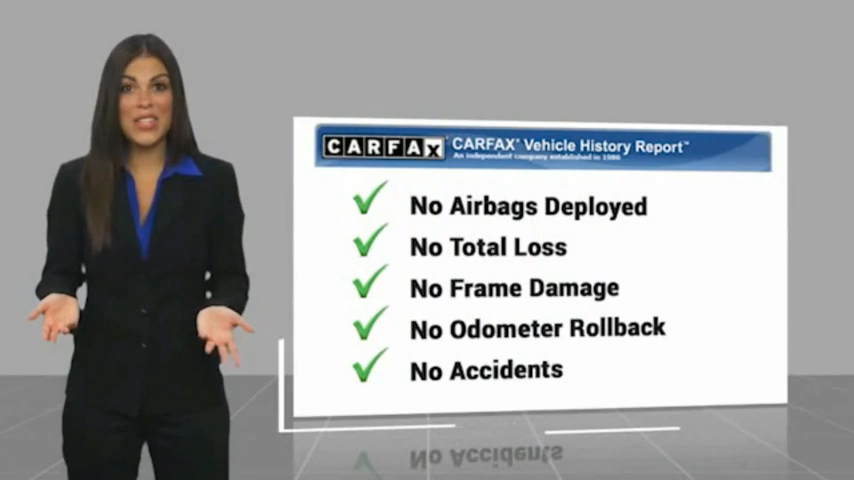 CARFAX CARFAX® Vehicle History Report™
An independent company established in 1986
No Airbags Deployed
No Total Loss
No Frame Damage
No Odometer Rollback
No Accidents
No Accidents